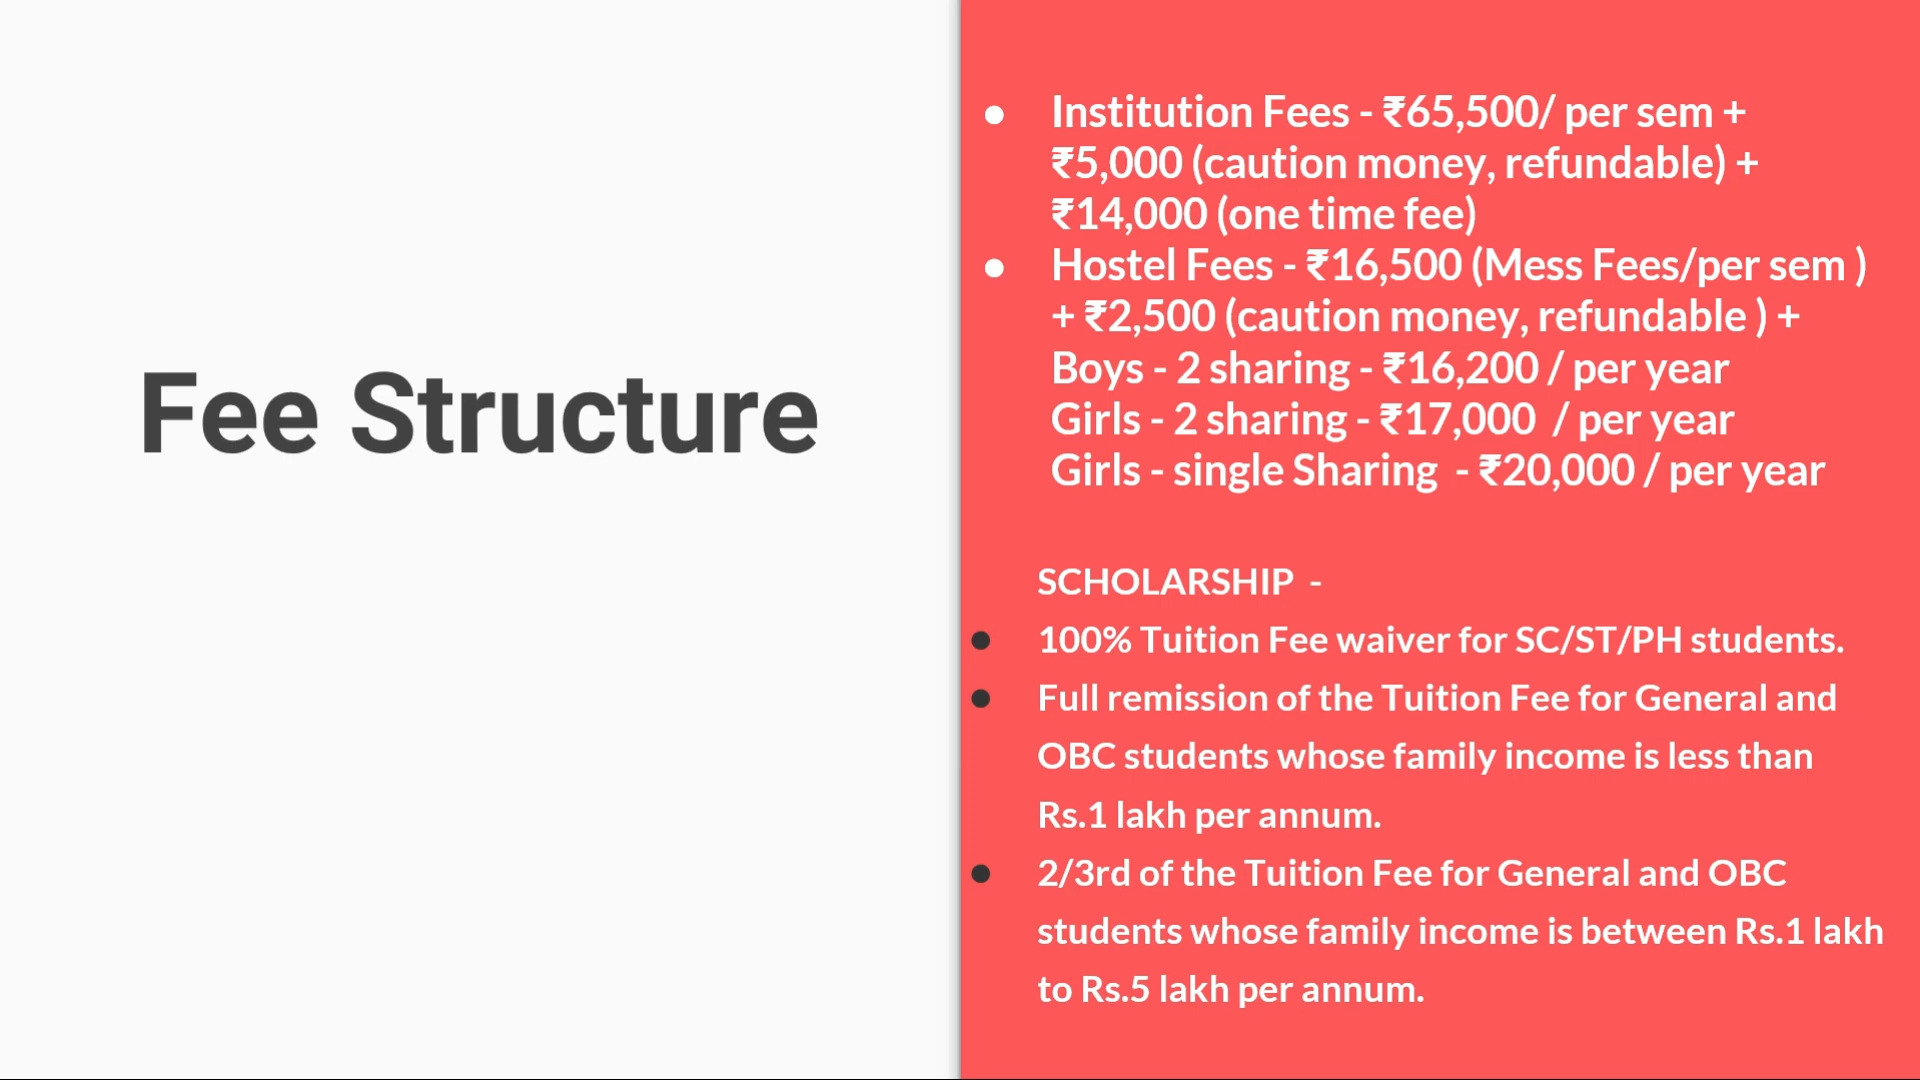 Fee Structure
● Institution Fees - ₹65,500/ per sem +
₹5,000 (caution money, refundable) +
₹14,000 (one time fee)
● Hostel Fees - ₹16,500 (Mess Fees/per sem )
+ ₹2,500 (caution money, refundable ) +
Boys - 2 sharing - ₹16,200 / per year
Girls - 2 sharing - ₹17,000  / per year
Girls - single Sharing  - ₹20,000 / per year
SCHOLARSHIP  -
● 100% Tuition Fee waiver for SC/ST/PH students.
● Full remission of the Tuition Fee for General and
OBC students whose family income is less than
Rs.1 lakh per annum.
● 2/3rd of the Tuition Fee for General and OBC
students whose family income is between Rs.1 lakh
to Rs.5 lakh per annum.